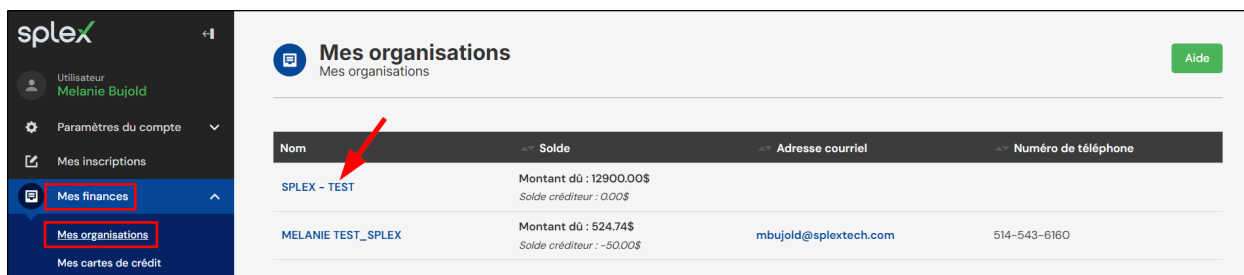 splex
Utilisateur
Melanie Bujold
Paramètres du compte
Mes inscriptions
Mes finances
Mes organisations
Mes cartes de crédit
Mes organisations
Mes organisations
Aide
Nom Solde Adresse courriel Numéro de téléphone
SPLEX - TEST Montant dû : 12900.00$
Solde créditeur : 0.00$
MELANIE TEST_SPLEX Montant dû : 524.74$ mbujold@splextech.com 514-543-6160
Solde créditeur : -50.00$